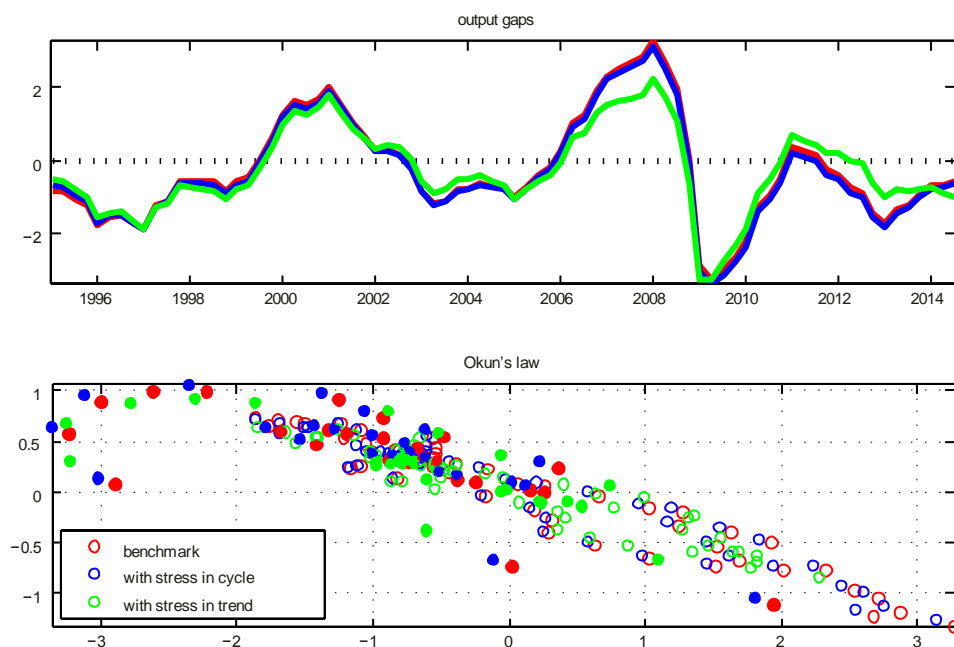 output gaps
2
0
−2
1996 1998 2000 2002 2004 2006 2008 2010 2012 2014
Okun's law
1
0.5
0
−0.5
−1
benchmark
with stress in cycle
with stress in trend
−3 −2 −1 0 1 2 3